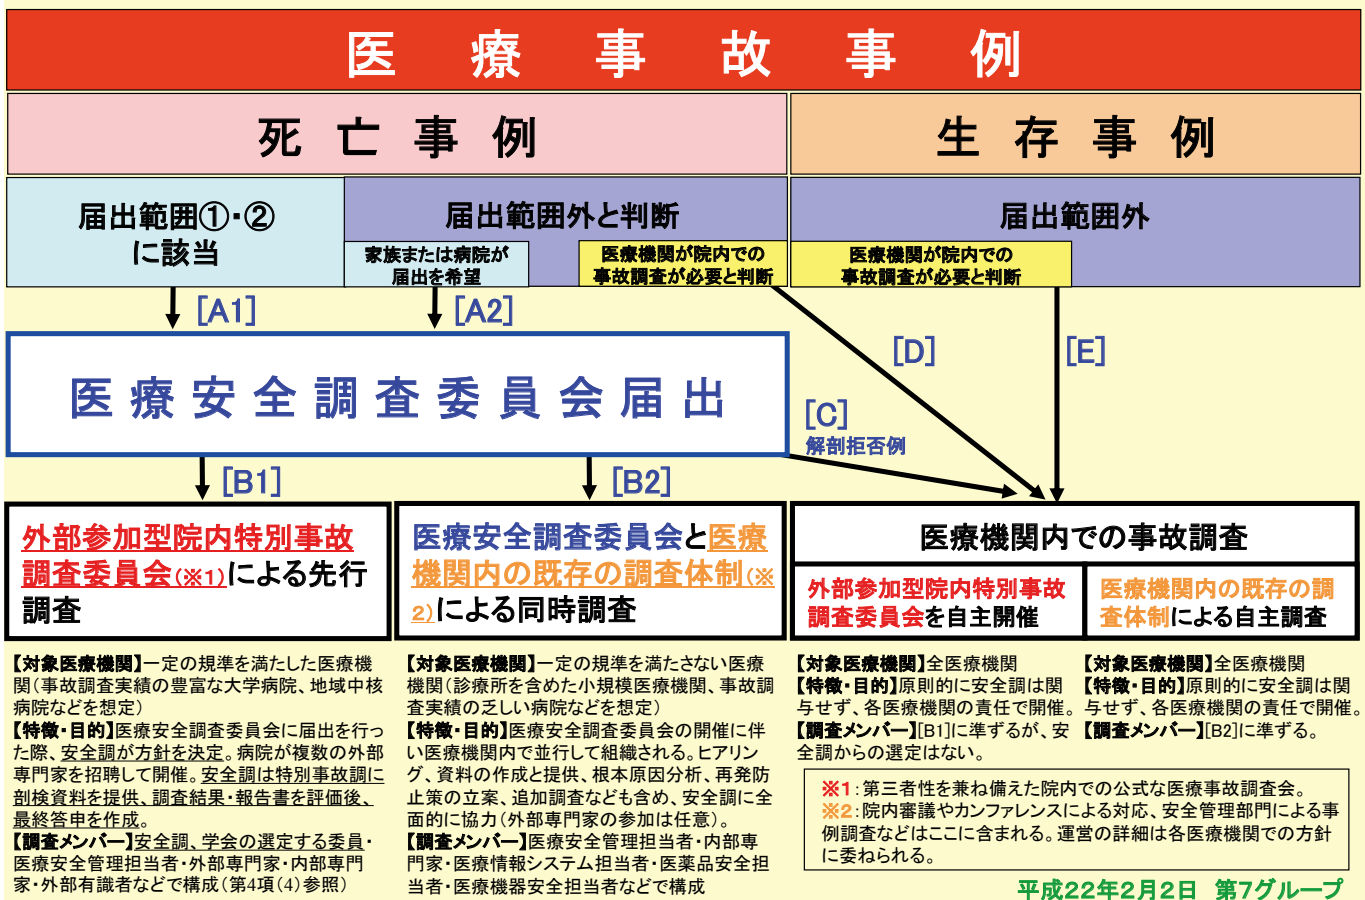 医療事故事例
死亡事例
生存事例
届出範囲①・②
に該当
届出範囲外と判断
家族または病院が
届出を希望
医療機関が院内での
事故調査が必要と判断
届出範囲外
医療機関が院内での
事故調査が必要と判断
[A1]
[A2]
[D]
[E]
医療安全調査委員会届出
[C]
解剖拒否例
[B1]
[B2]
外部参加型院内特別事故
調査委員会(※1)による先行
調査
医療安全調査委員会と医療
機関内の既存の調査体制(※
2)による同時調査
医療機関内での事故調査
外部参加型院内特別事故
調査委員会を自主開催
医療機関内の既存の調
査体制による自主調査
【対象医療機関】一定の規準を満たした医療機
関(事故調査実績の豊富な大学病院、地域中核
病院などを想定)
【特徴・目的】医療安全調査委員会に届出を行っ
た際、安全調が方針を決定。病院が複数の外部
専門家を招聘して開催。安全調は特別事故調に
剖検資料を提供、調査結果・報告書を評価後、
最終答申を作成。
【調査メンバー】安全調、学会の選定する委員・
医療安全管理担当者・外部専門家・内部専門
家・外部有識者などで構成(第4項(4)参照)
【対象医療機関】一定の規準を満たさない医療
機関(診療所を含めた小規模医療機関、事故調
査実績の乏しい病院などを想定)
【特徴・目的】医療安全調査委員会の開催に伴
い医療機関内で並行して組織される。ヒアリン
グ、資料の作成と提供、根本原因分析、再発防
止策の立案、追加調査なども含め、安全調に全
面的に協力(外部専門家の参加は任意)。
【調査メンバー】医療安全管理担当者・内部専
門家・医療情報システム担当者・医薬品安全担
当者・医療機器安全担当者などで構成
【対象医療機関】全医療機関
【特徴・目的】原則的に安全調は関
与せず、各医療機関の責任で開催。
【調査メンバー】[B1]に準ずるが、安
全調からの選定はない。
【対象医療機関】全医療機関
【特徴・目的】原則的に安全調は関
与せず、各医療機関の責任で開催。
【調査メンバー】[B2]に準ずる。
※1:第三者性を兼ね備えた院内での公式な医療事故調査会。
※2:院内審議やカンファレンスによる対応、安全管理部門による事
例調査などはここに含まれる。運営の詳細は各医療機関での方針
に委ねられる。
平成22年2月2日 第7グループ